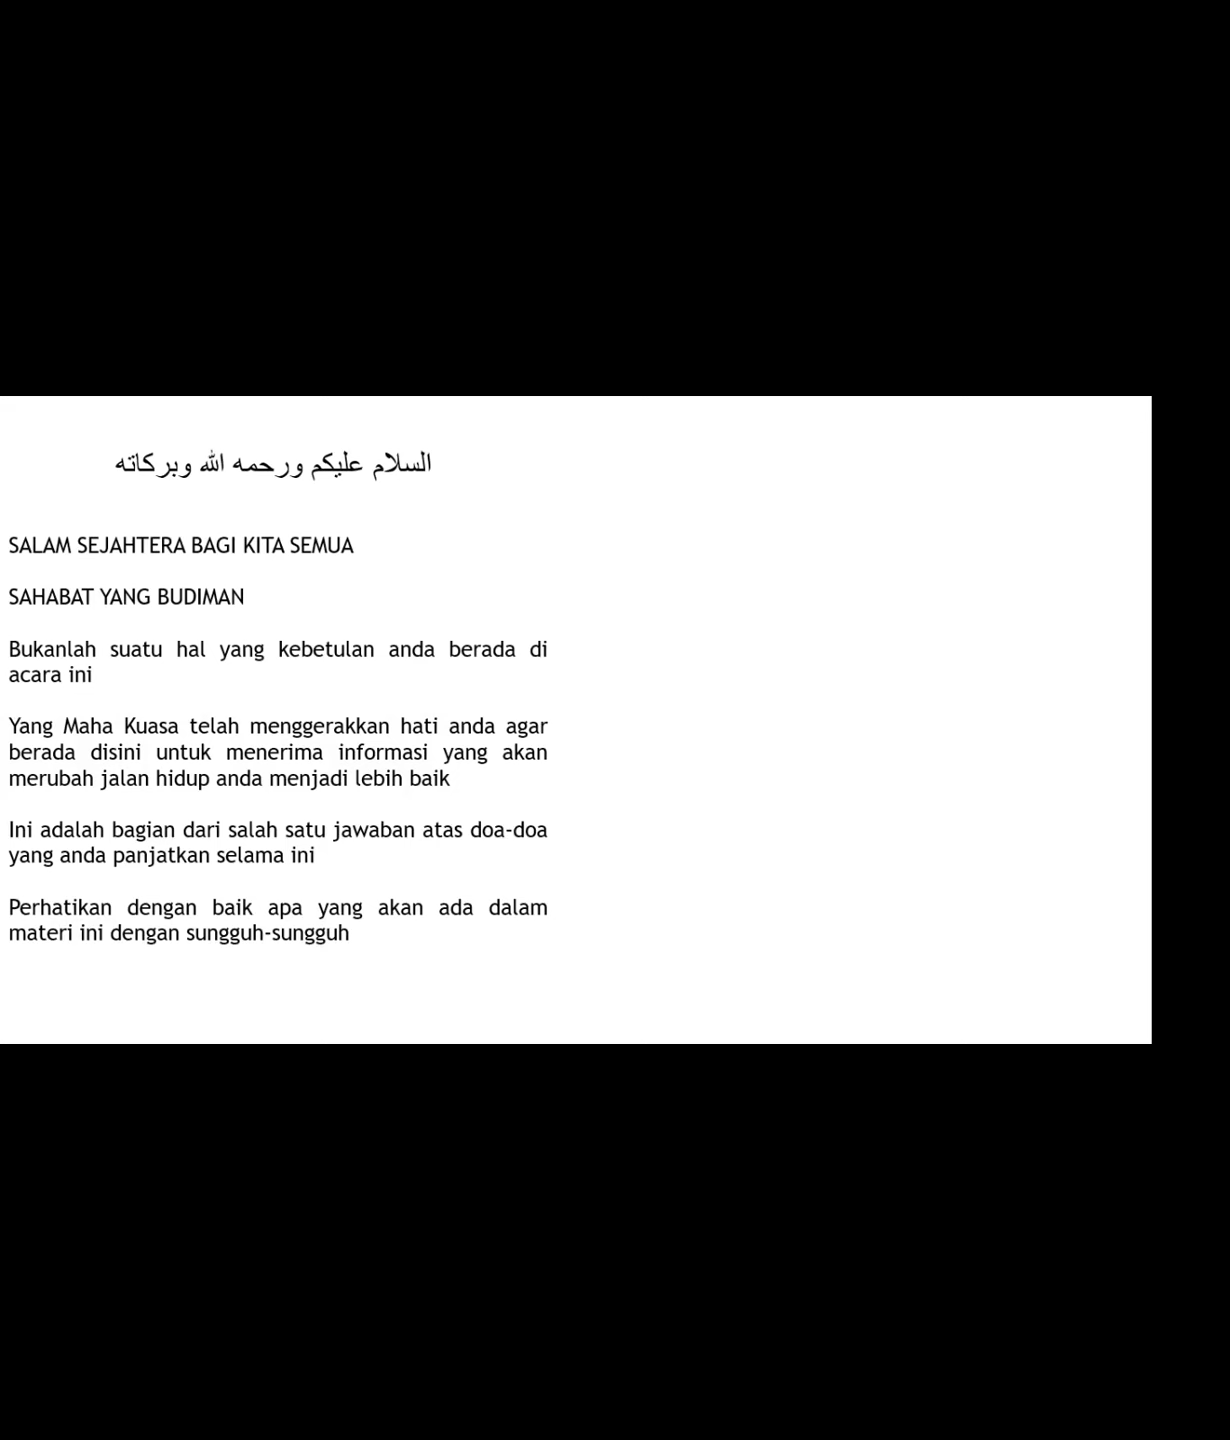 السلام عليكم ورحمه الله وبركاته
SALAM SEJAHTERA BAGI KITA SEMUA
SAHABAT YANG BUDIMAN
Bukanlah suatu hal yang kebetulan anda berada di
acara ini
Yang Maha Kuasa telah menggerakkan hati anda agar
berada disini untuk menerima informasi yang akan
merubah jalan hidup anda menjadi lebih baik
Ini adalah bagian dari salah satu jawaban atas doa-doa
yang anda panjatkan selama ini
Perhatikan dengan baik apa yang akan ada dalam
materi ini dengan sungguh-sungguh